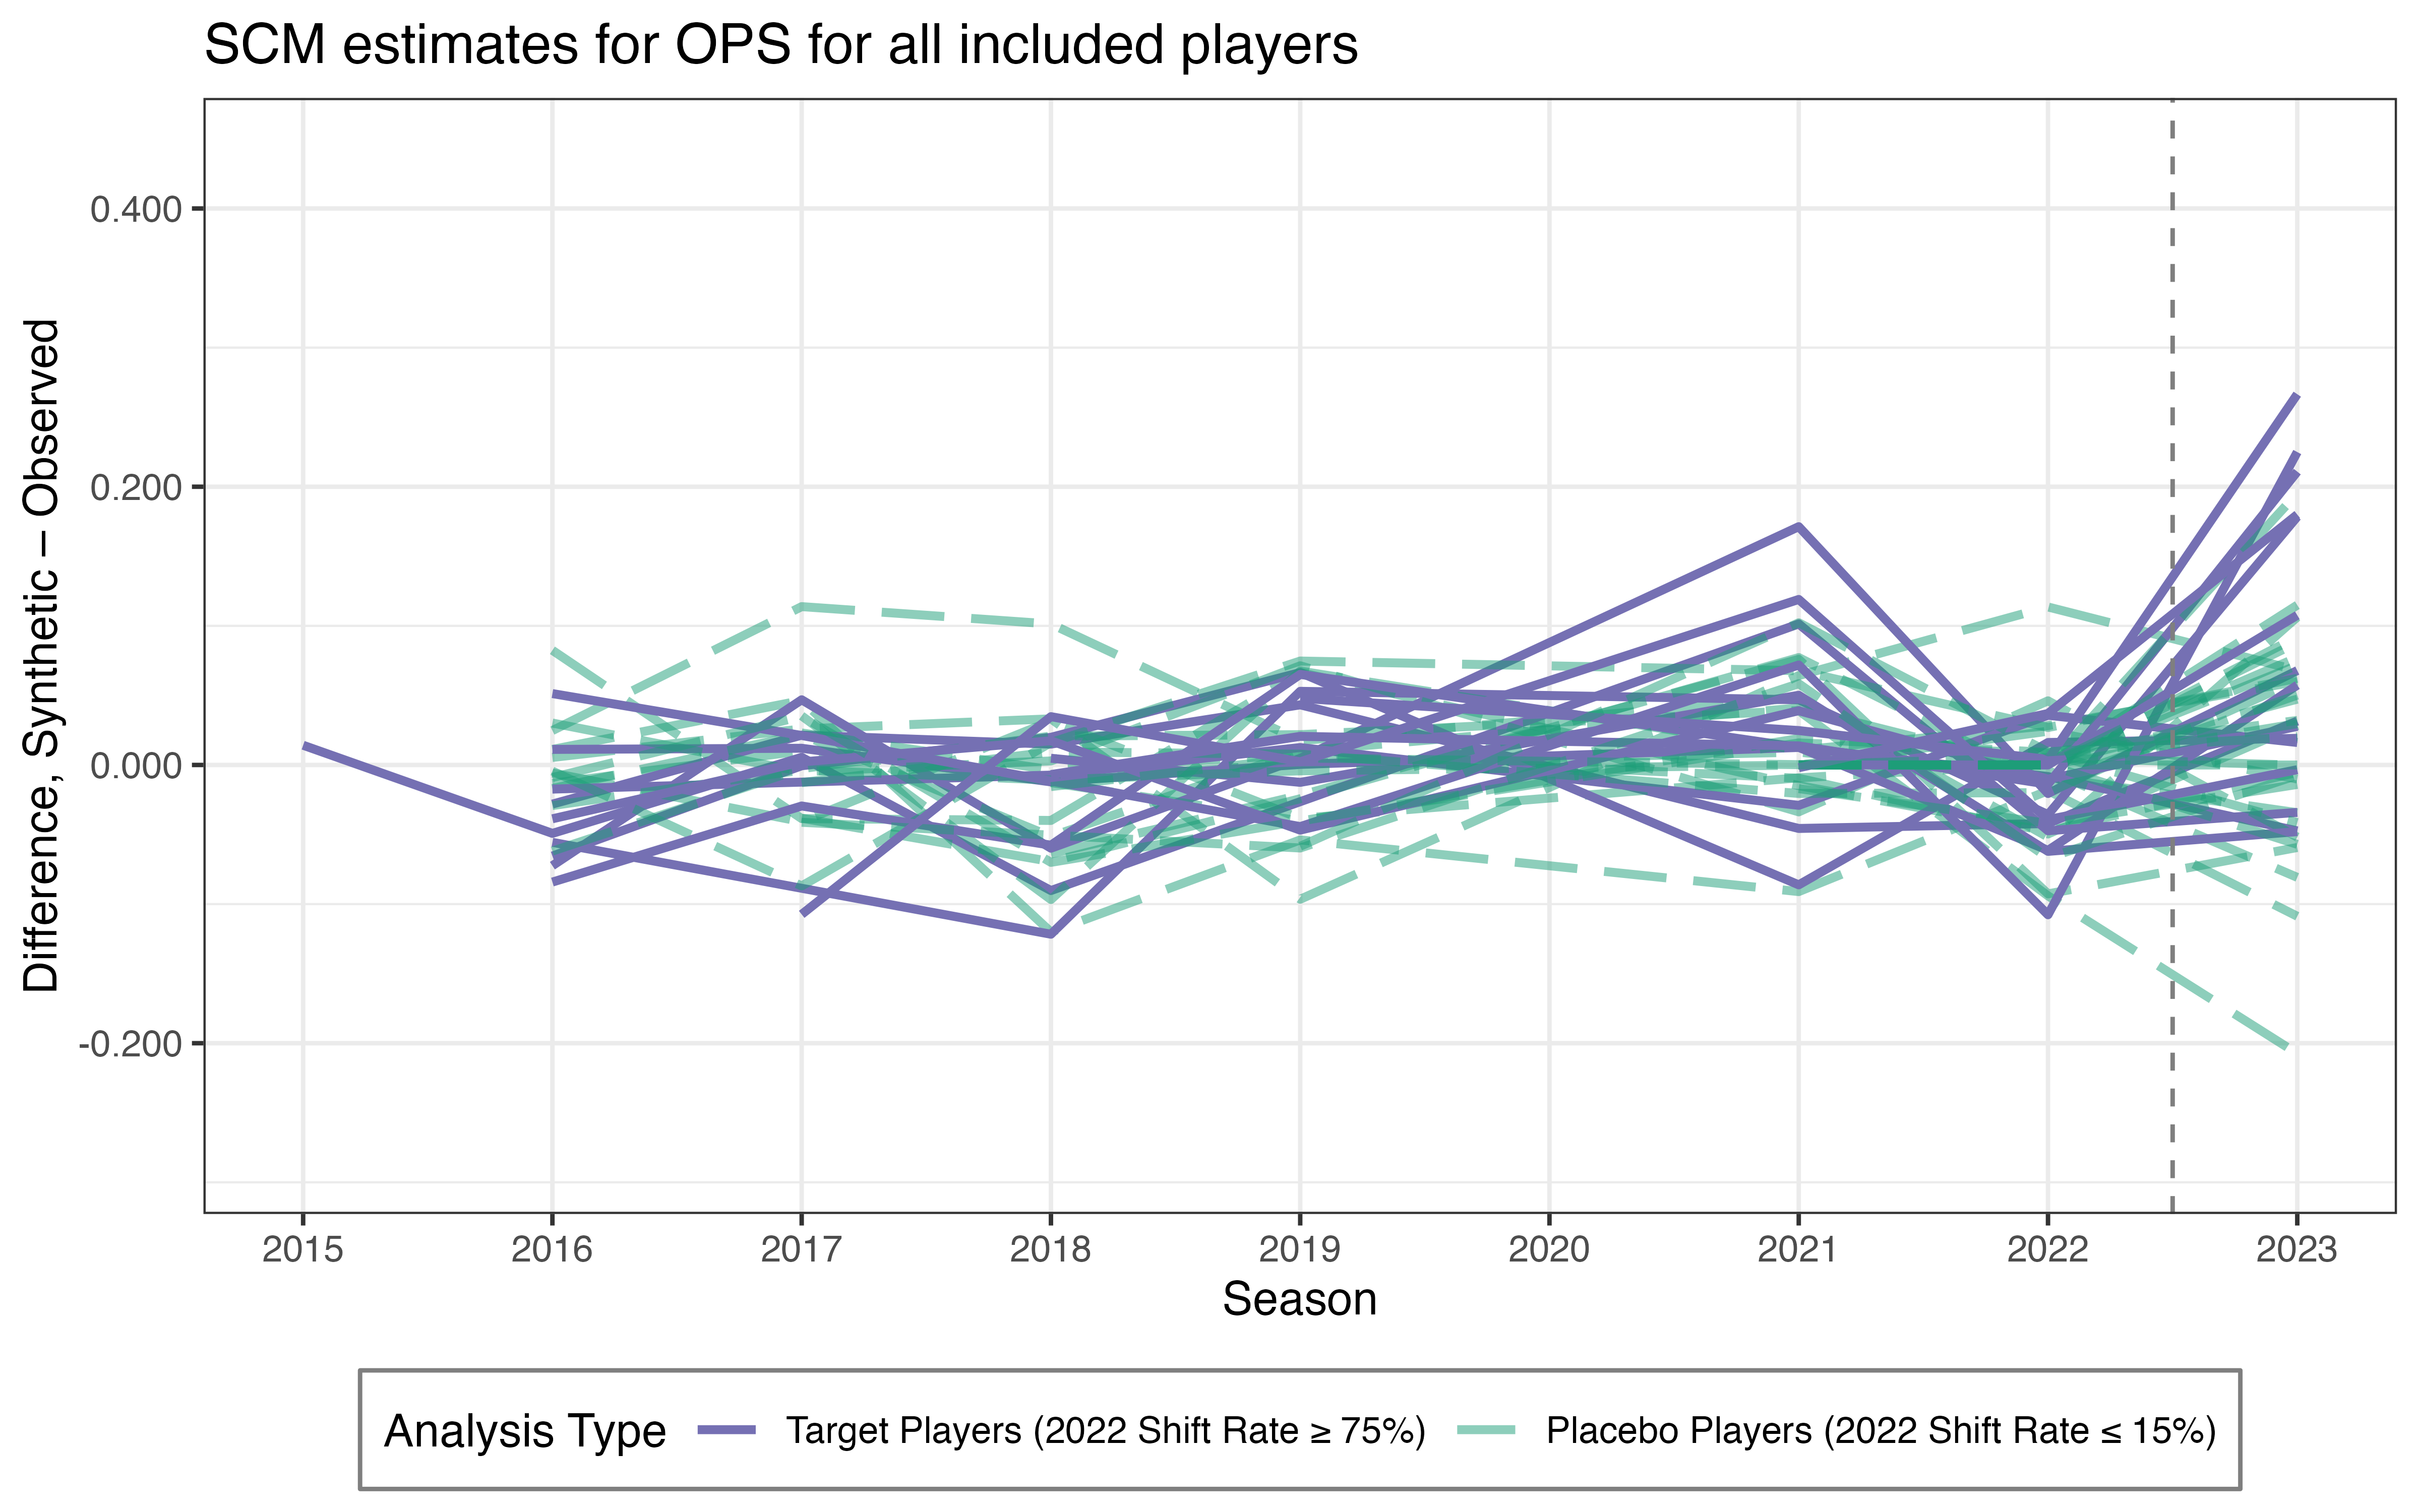 SCM estimates for OPS for all included players
Difference, Synthetic – Observed
0.400
0.200
0.000
-0.200
2015 2016 2017 2018 2019 2020 2021 2022 2023
Season
Analysis Type Target Players (2022 Shift Rate ≥ 75%) Placebo Players (2022 Shift Rate ≤ 15%)